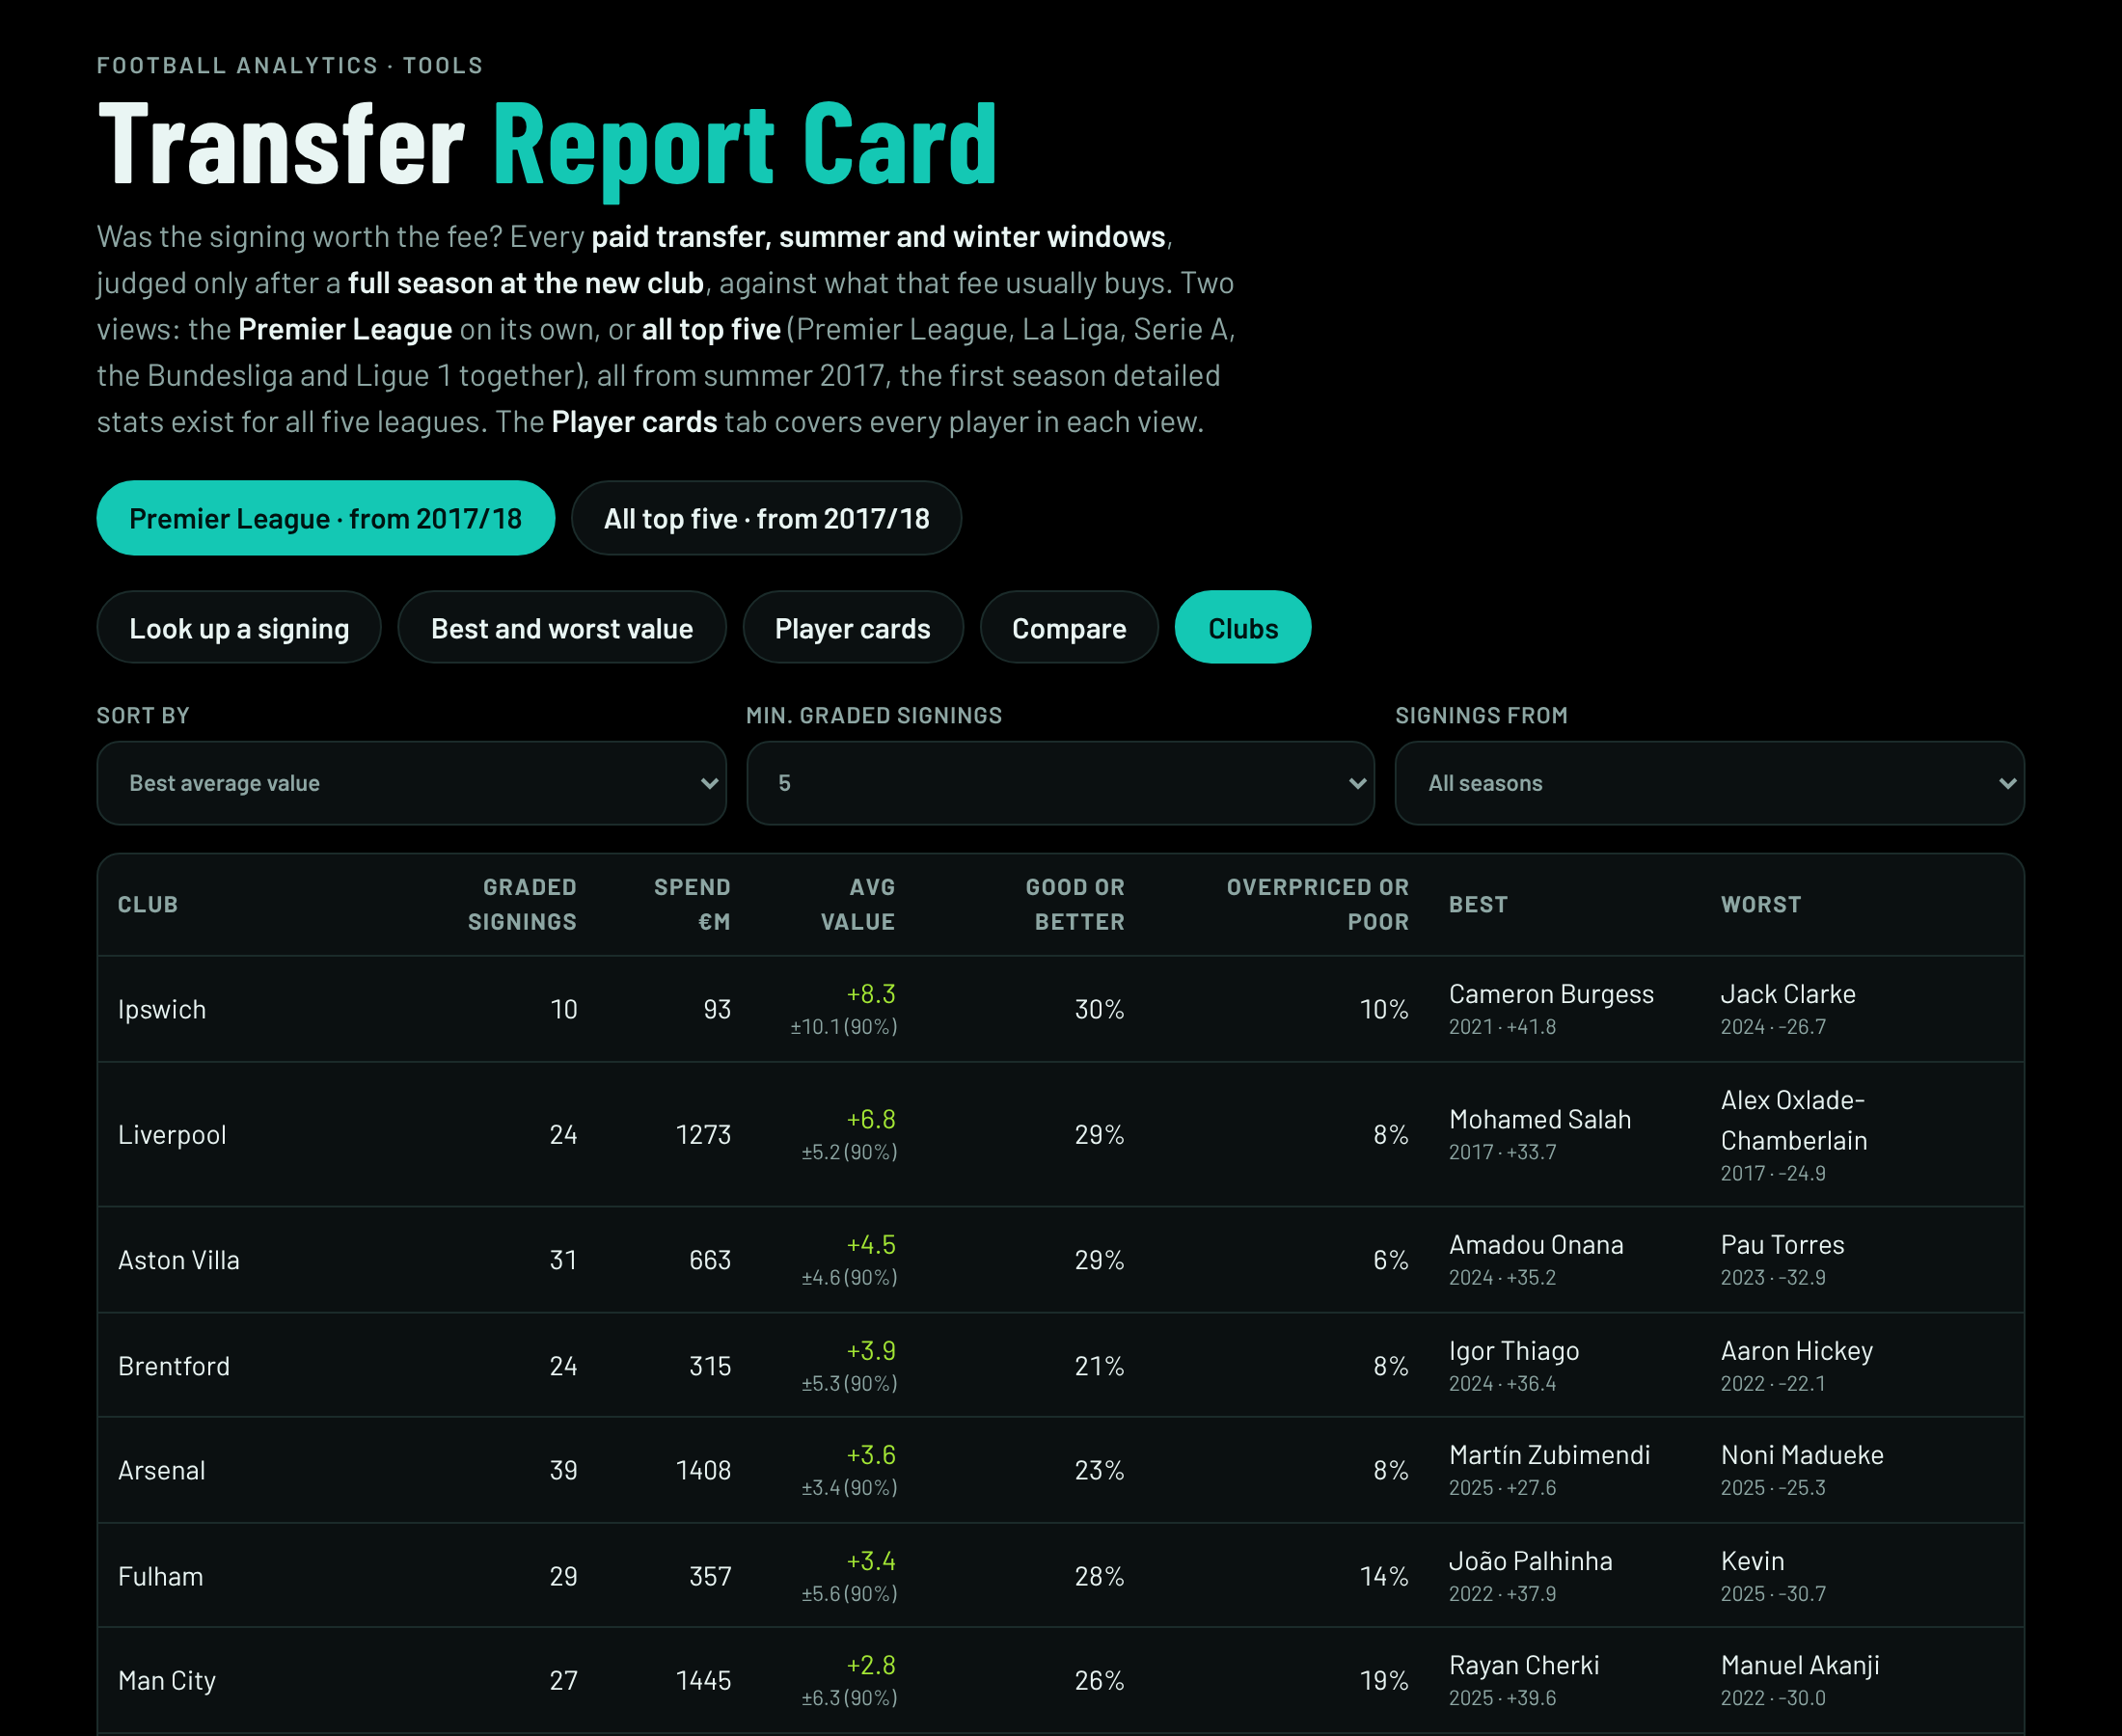 FOOTBALL ANALYTICS · TOOLS
Transfer Report Card
Was the signing worth the fee? Every paid transfer, summer and winter windows,
judged only after a full season at the new club, against what that fee usually buys. Two
views: the Premier League on its own, or all top five (Premier League, La Liga, Serie A,
the Bundesliga and Ligue 1 together), all from summer 2017, the first season detailed
stats exist for all five leagues. The Player cards tab covers every player in each view.
Premier League · from 2017/18 All top five · from 2017/18
Look up a signing Best and worst value Player cards Compare Clubs
SORT BY MIN. GRADED SIGNINGS SIGNINGS FROM
Best average value 5 All seasons
CLUB GRADED SIGNINGS SPEND €M AVG VALUE GOOD OR BETTER OVERPRICED OR POOR BEST WORST
Ipswich 10 93 +8.3 30% 10% Cameron Burgess Jack Clarke
±10.1 (90%) 2021 · +41.8 2024 · -26.7
Liverpool 24 1273 +6.8 29% 8% Mohamed Salah Alex Oxlade-Chamberlain
±5.2 (90%) 2017 · +33.7 2017 · -24.9
Aston Villa 31 663 +4.5 29% 6% Amadou Onana Pau Torres
±4.6 (90%) 2024 · +35.2 2023 · -32.9
Brentford 24 315 +3.9 21% 8% Igor Thiago Aaron Hickey
±5.3 (90%) 2024 · +36.4 2022 · -22.1
Arsenal 39 1408 +3.6 23% 8% Martín Zubimendi Noni Madueke
±3.4 (90%) 2025 · +27.6 2025 · -25.3
Fulham 29 357 +3.4 28% 14% João Palhinha Kevin
±5.6 (90%) 2022 · +37.9 2025 · -30.7
Man City 27 1445 +2.8 26% 19% Rayan Cherki Manuel Akanji
±6.3 (90%) 2025 · +39.6 2022 · -30.0